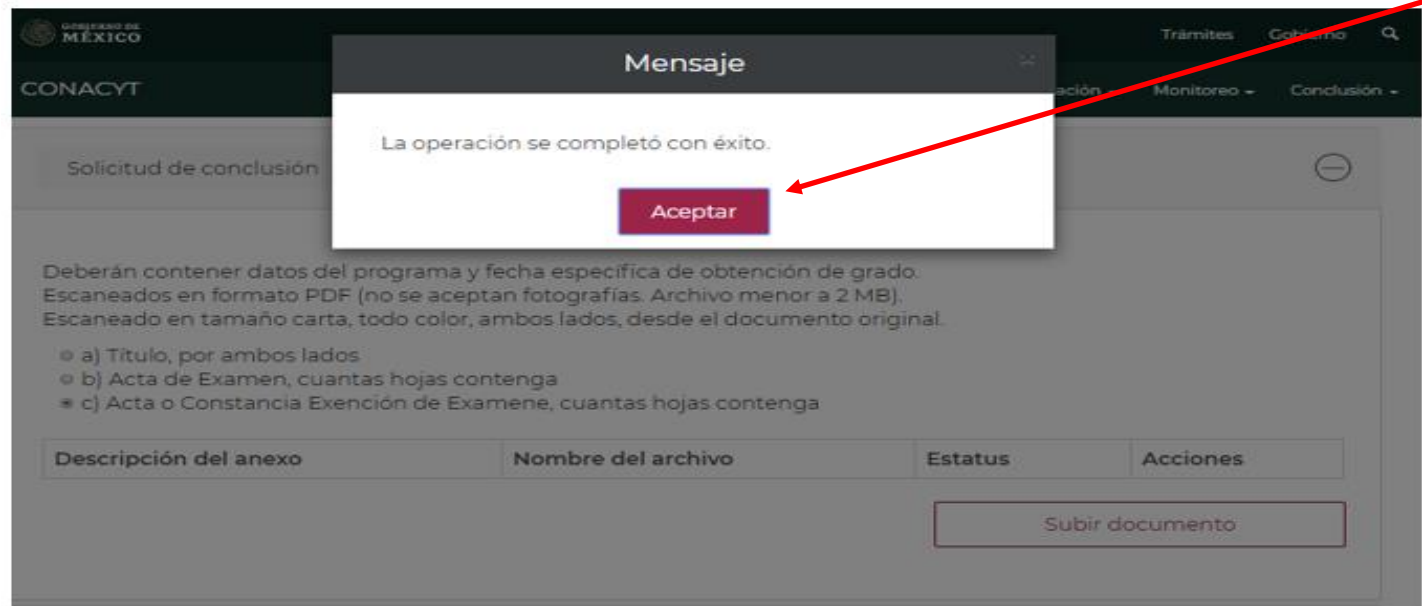 GOBIERNO DE
MÉXICO
Trámites Gobierno
CONACYT
ación Monitoreo Conclusión
Mensaje
La operación se completó con éxito.
Aceptar
Solicitud de conclusión
Deberán contener datos del programa y fecha específica de obtención de grado.
Escaneados en formato PDF (no se aceptan fotografías. Archivo menor a 2 MB).
Escaneado en tamaño carta, todo color, ambos lados, desde el documento original.
a) Título, por ambos lados
b) Acta de Examen, cuantas hojas contenga
c) Acta o Constancia Exención de Examene, cuantas hojas contenga
Descripción del anexo Nombre del archivo Estatus Acciones
Subir documento